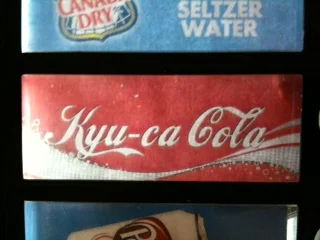 CANADA
DRY
SELTZER
WATER
Kyu-ca Cola